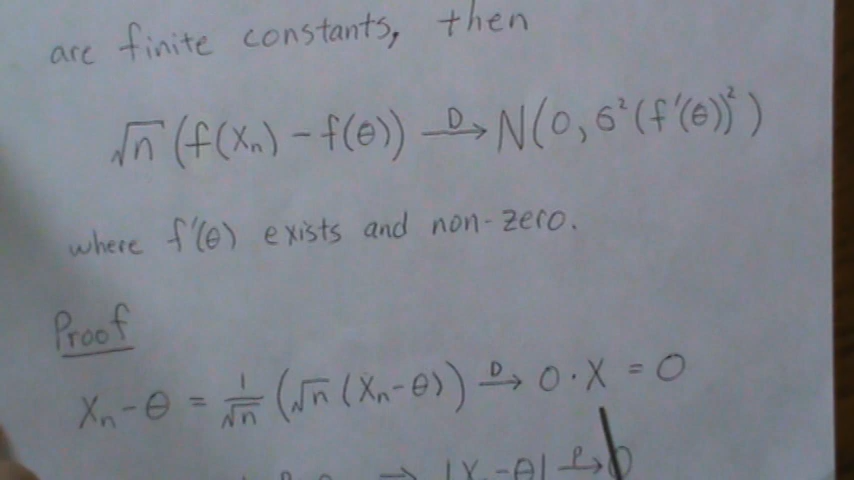 are finite constants, then
√n (f(Xn) − f(θ)) —D→ N(0, σ²(f'(θ))²)
where f'(θ) exists and non-zero.
Proof
Xn − θ = 1/√n (√n (Xn − θ)) —D→ 0 · X = 0
⇒ |Xn − θ| —P→ 0